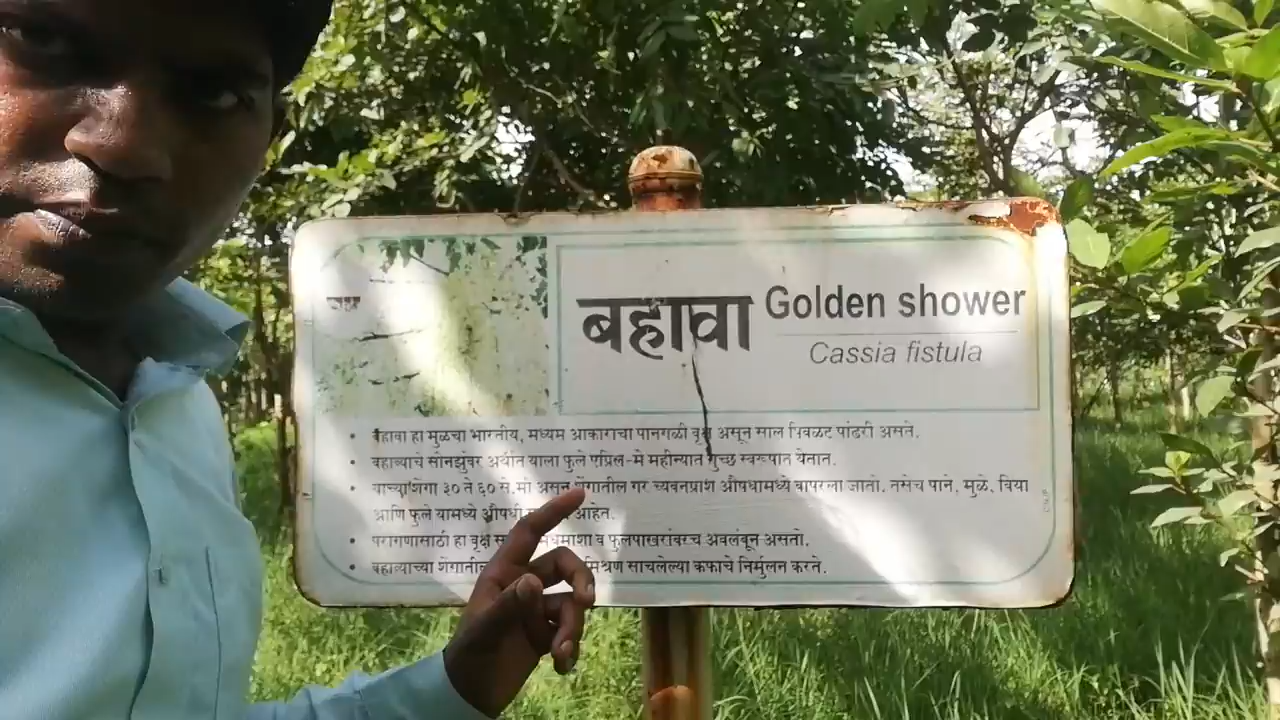 बहावा Golden shower
Cassia fistula
• बहावा हा मुळचा भारतीय, मध्यम आकाराचा पानगळी वृक्ष असून साल पिवळट पांढरी असते.
• बहाव्याचे सोनझुंबर अर्थात याला फुले एप्रिल-मे महीन्यात गुच्छ स्वरूपात येतात.
• याच्या शेंगा ३० ते ६० से.मी असून शेंगातील गर च्यवनप्राश औषधामध्ये वापरला जातो. तसेच पाने, मुळे, बिया
आणि फुले यामध्ये औषधी आहेत.
• परागणासाठी हा वृक्ष मधमाशा व फुलपाखरांवरच अवलंबून असतो.
• बहाव्याच्या शेंगातील मिश्रण साचलेल्या कफाचे निर्मुलन करते.